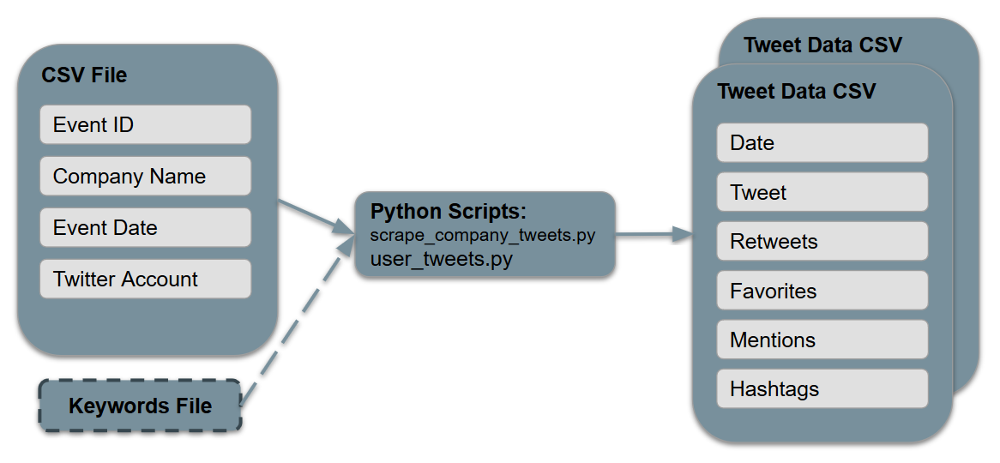 CSV File
Event ID
Company Name
Event Date
Twitter Account
Keywords File
Python Scripts:
scrape_company_tweets.py
user_tweets.py
Tweet Data CSV
Tweet Data CSV
Date
Tweet
Retweets
Favorites
Mentions
Hashtags